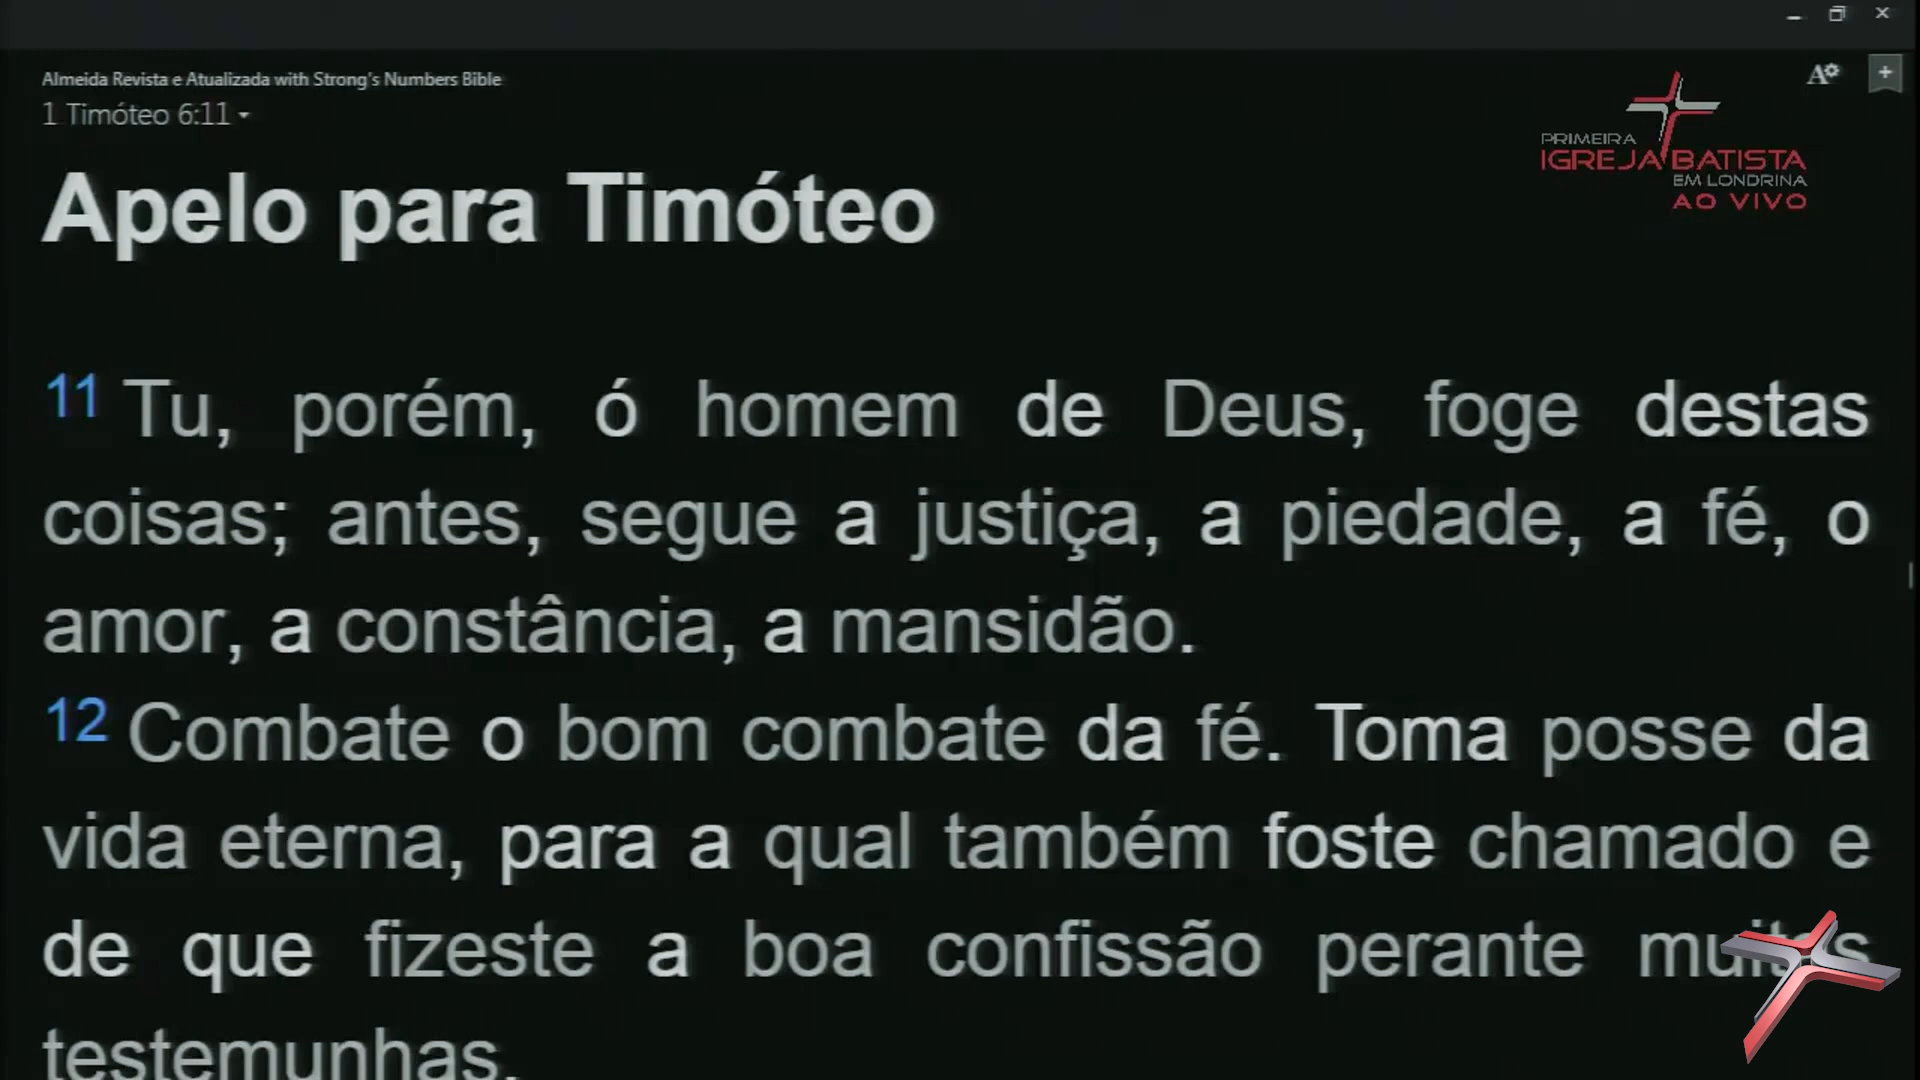 Almeida Revista e Atualizada with Strong's Numbers Bible
1 Timóteo 6:11
PRIMEIRA
IGREJA BATISTA
EM LONDRINA
AO VIVO
Apelo para Timóteo
11 Tu, porém, ó homem de Deus, foge destas
coisas; antes, segue a justiça, a piedade, a fé, o
amor, a constância, a mansidão.
12 Combate o bom combate da fé. Toma posse da
vida eterna, para a qual também foste chamado e
de que fizeste a boa confissão perante muitas
testemunhas.